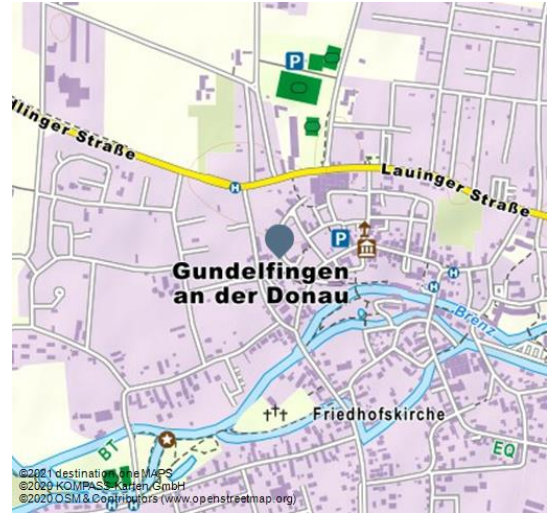 P
dlinger Straße
H
Lauinger Straße
P
Gundelfingen
an der Donau
H
H
Brenz
Friedhofskirche
BT
EQ
H H
©2021 destination.one MAPS
©2020 KOMPASS-Karten GmbH
©2020 OSM & Contributors (www.openstreetmap.org)